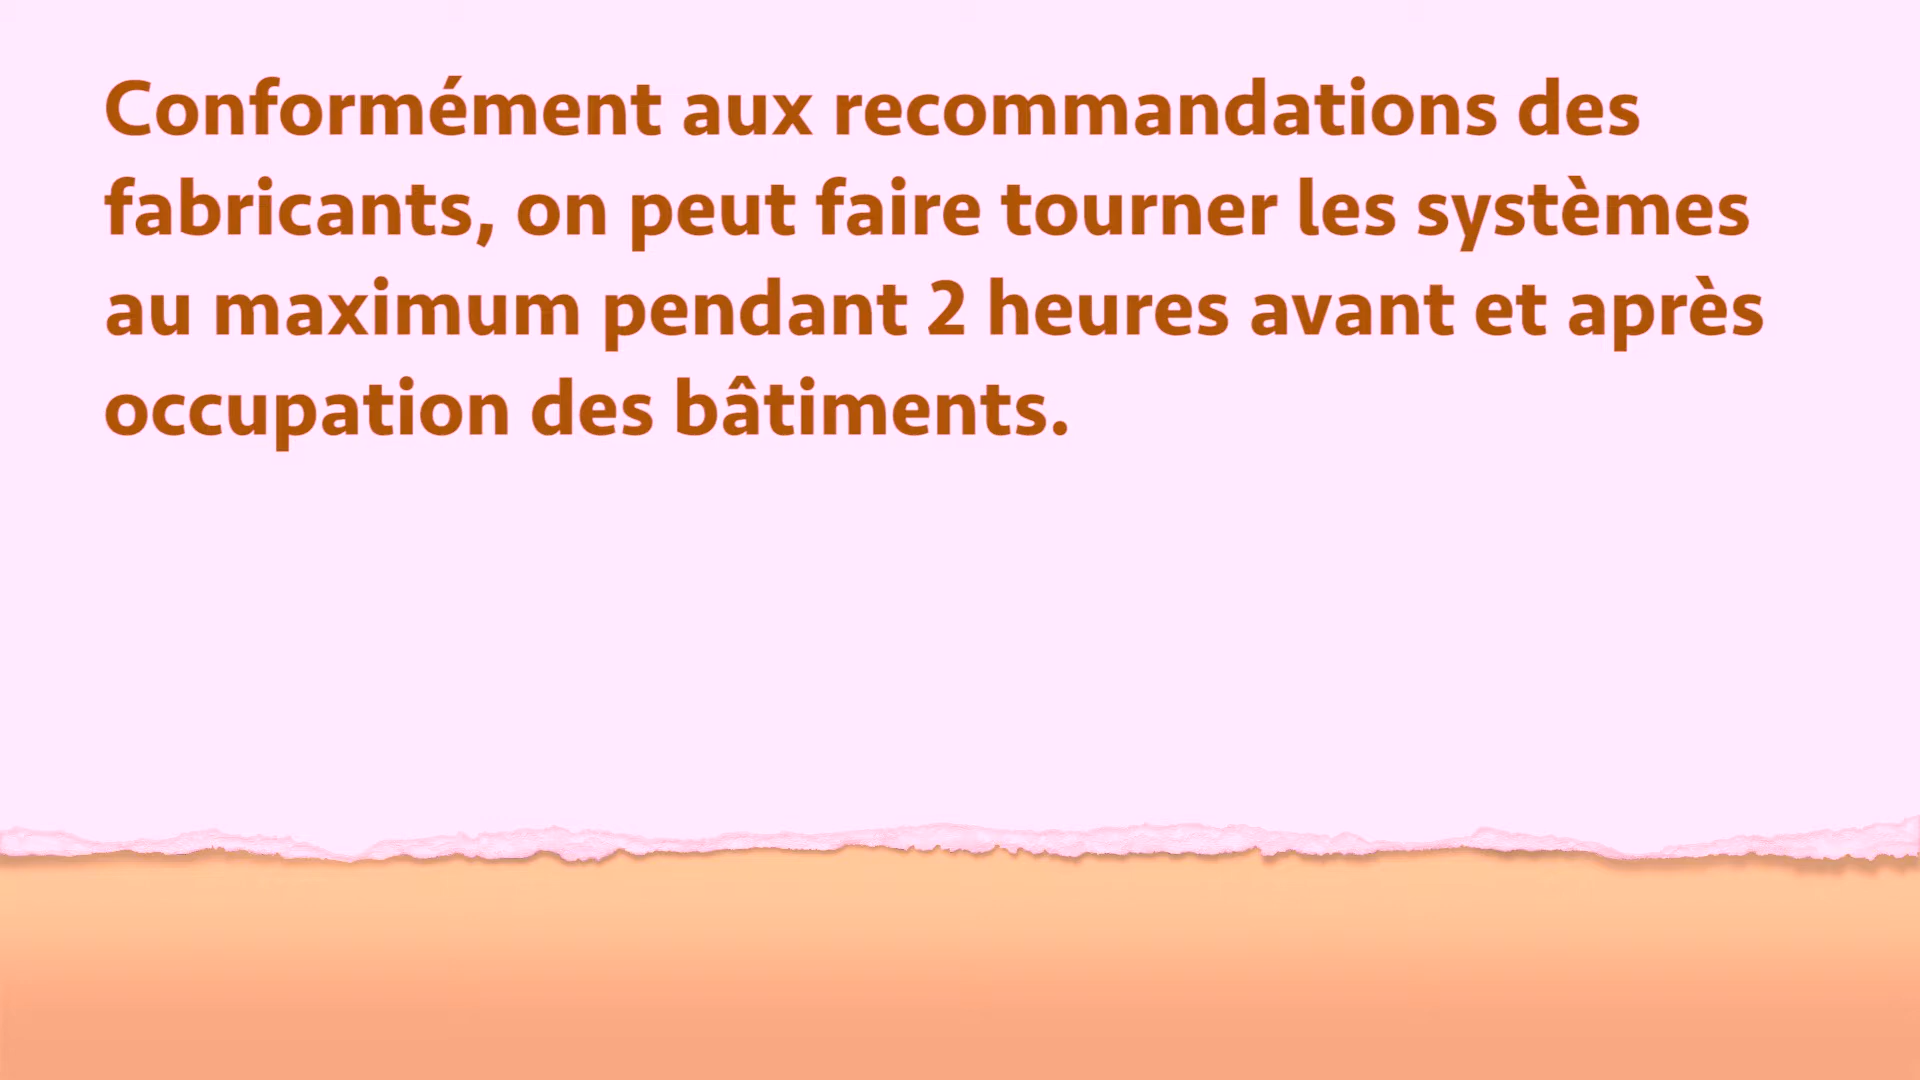 Conformément aux recommandations des
fabricants, on peut faire tourner les systèmes
au maximum pendant 2 heures avant et après
occupation des bâtiments.